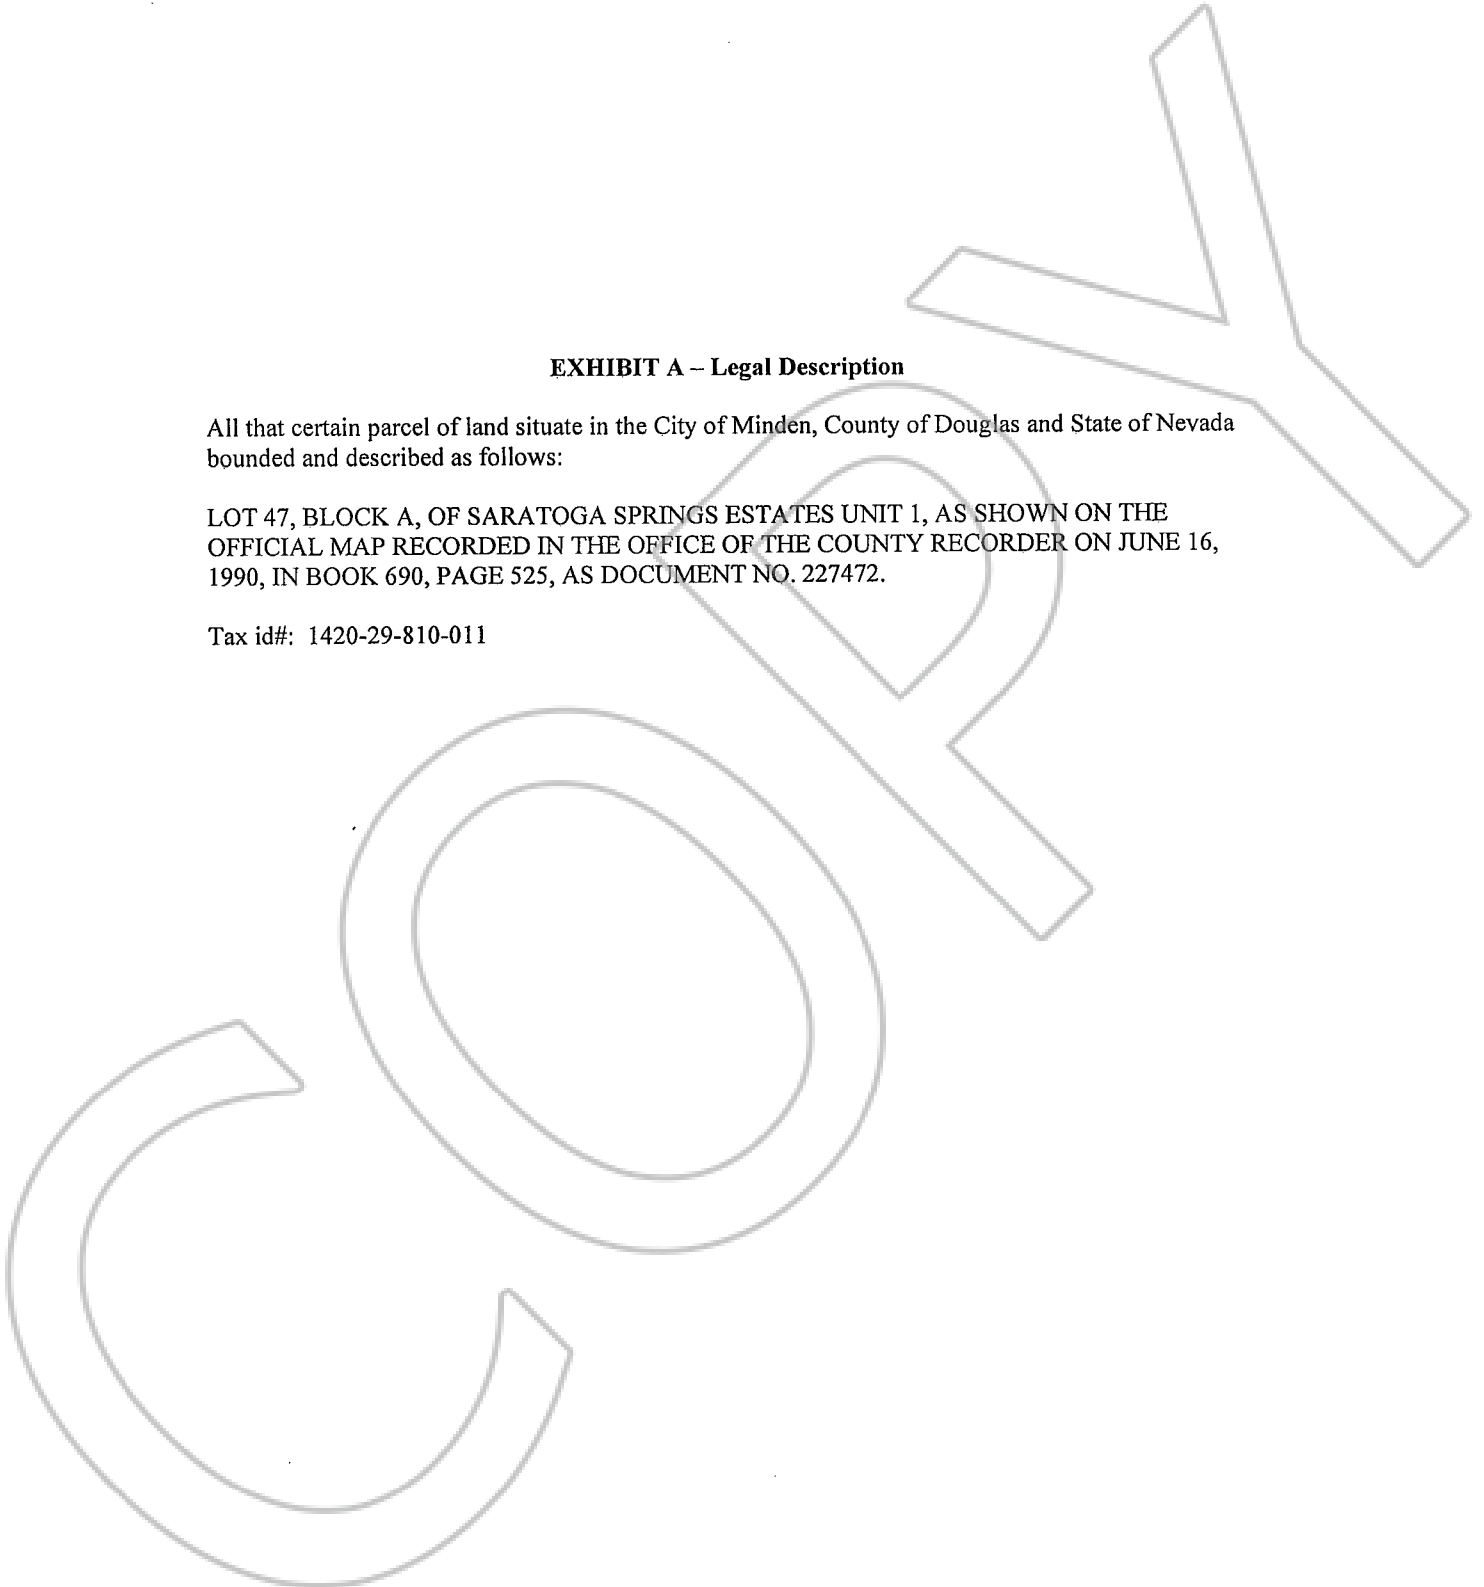 EXHIBIT A – Legal Description
All that certain parcel of land situate in the City of Minden, County of Douglas and State of Nevada
bounded and described as follows:
LOT 47, BLOCK A, OF SARATOGA SPRINGS ESTATES UNIT 1, AS SHOWN ON THE
OFFICIAL MAP RECORDED IN THE OFFICE OF THE COUNTY RECORDER ON JUNE 16,
1990, IN BOOK 690, PAGE 525, AS DOCUMENT NO. 227472.
Tax id#: 1420-29-810-011
COPY